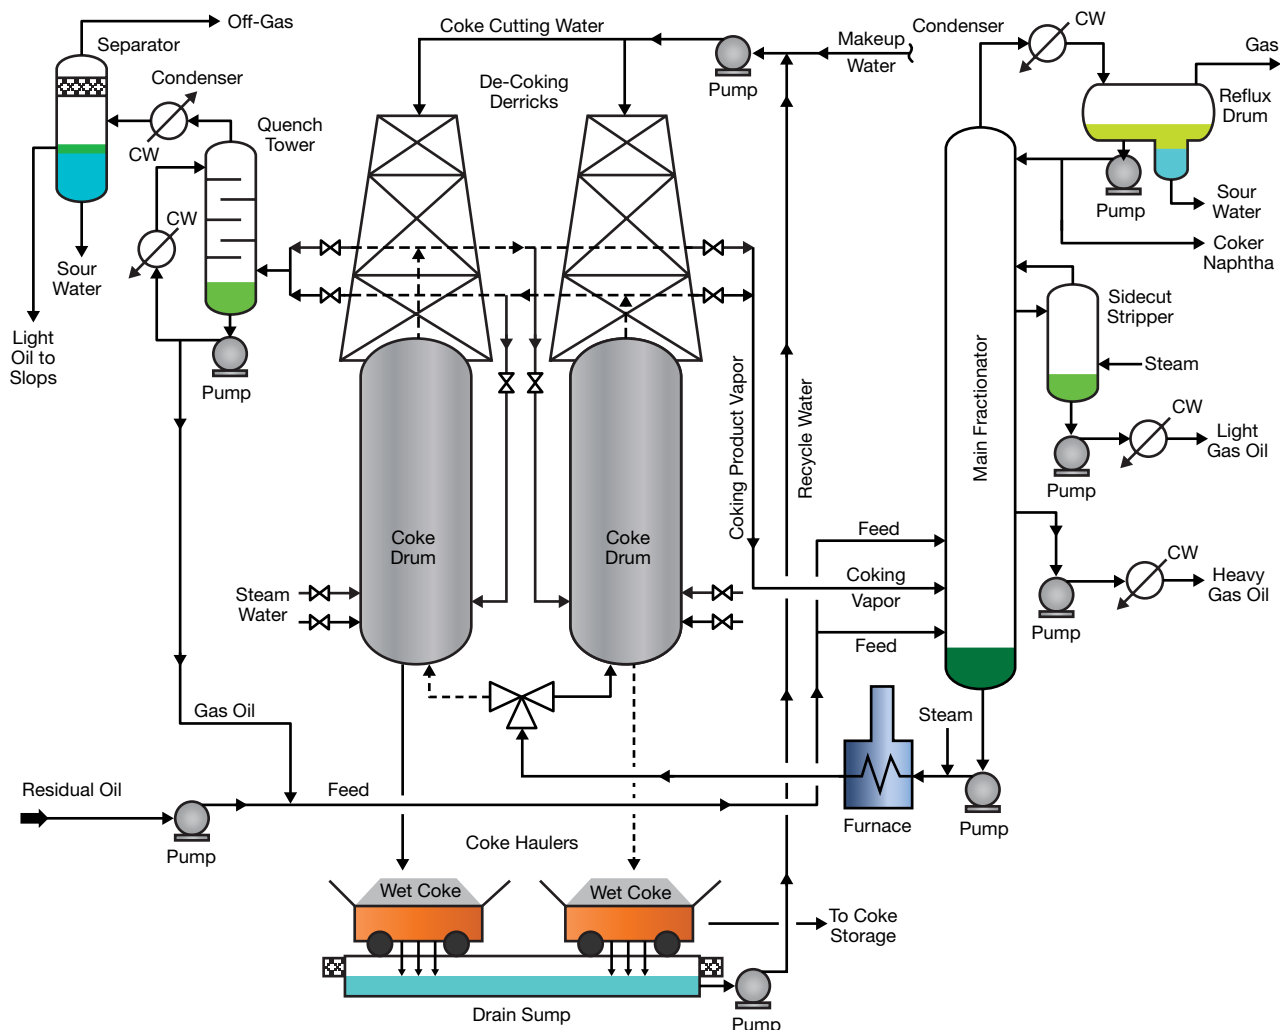 Off-Gas
Separator
Condenser
CW
Quench
Tower
CW
Sour
Water
Light
Oil to
Slops
Pump
Coke Cutting Water
De-Coking
Derricks
Pump
Makeup
Water
Condenser
CW
Gas
Reflux
Drum
Pump
Sour
Water
Coker
Naphtha
Sidecut
Stripper
Steam
CW
Light
Gas Oil
Pump
Main Fractionator
Recycle Water
Coking Product Vapor
Coke
Drum
Coke
Drum
Steam
Water
Feed
Coking
Vapor
Feed
CW
Heavy
Gas Oil
Pump
Gas Oil
Steam
Residual Oil
Feed
Pump
Furnace
Pump
Coke Haulers
Wet Coke
Wet Coke
To Coke
Storage
Drain Sump
Pump